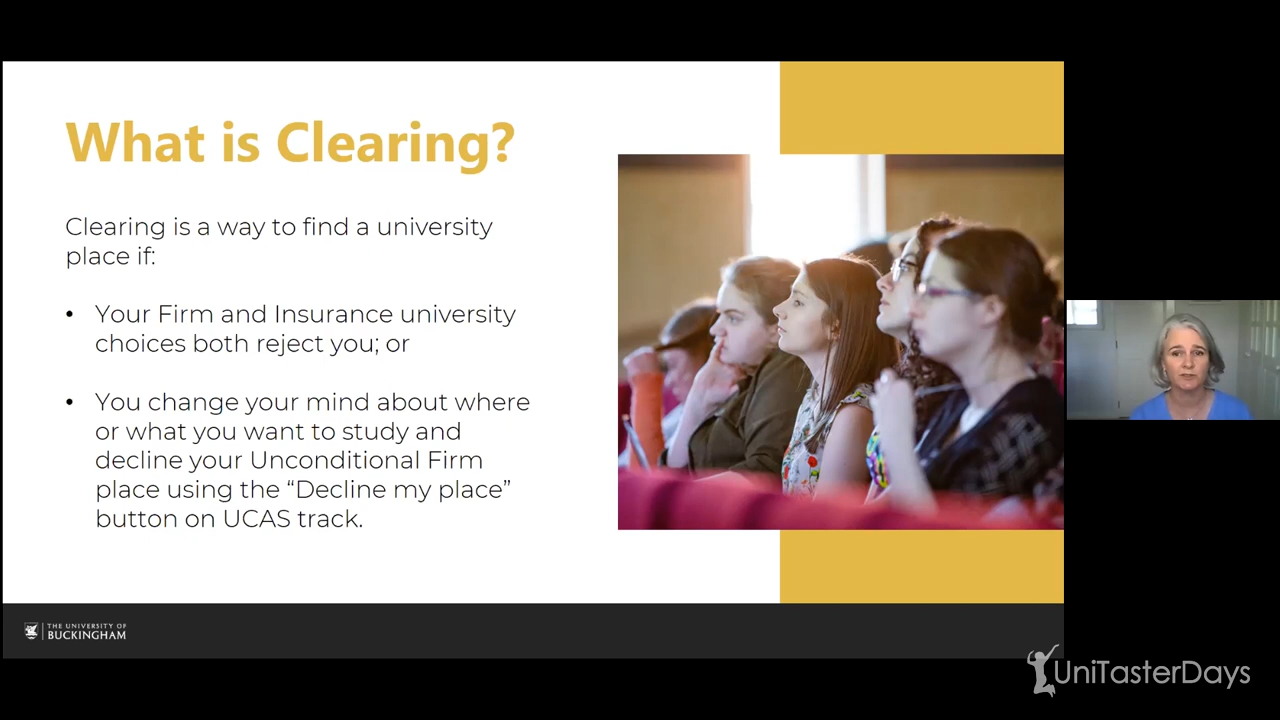 What is Clearing?
Clearing is a way to find a university
place if:
• Your Firm and Insurance university
choices both reject you; or
• You change your mind about where
or what you want to study and
decline your Unconditional Firm
place using the “Decline my place”
button on UCAS track.
THE UNIVERSITY OF
BUCKINGHAM
UniTasterDays